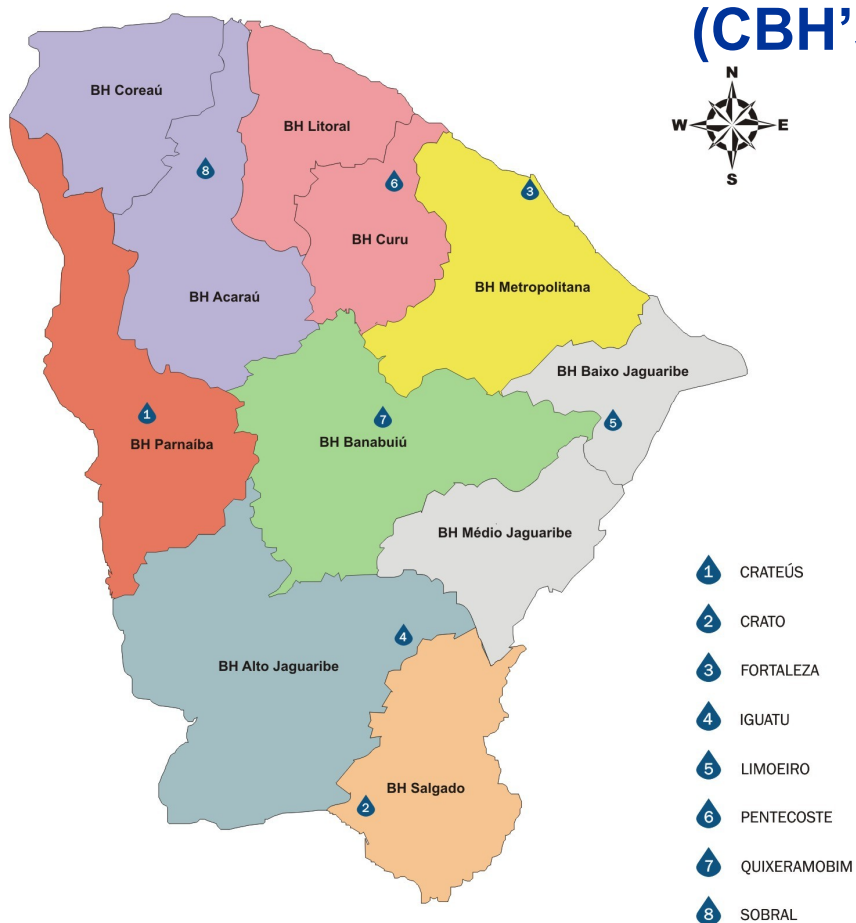 (CBH'
N
W E
S
BH Coreaú
BH Litoral
8
6
3
BH Curu
BH Metropolitana
BH Acaraú
BH Baixo Jaguaribe
1
7
5
BH Parnaíba
BH Banabuiú
BH Médio Jaguaribe
4
BH Alto Jaguaribe
BH Salgado
2
1 CRATEÚS
2 CRATO
3 FORTALEZA
4 IGUATU
5 LIMOEIRO
6 PENTECOSTE
7 QUIXERAMOBIM
8 SOBRAL